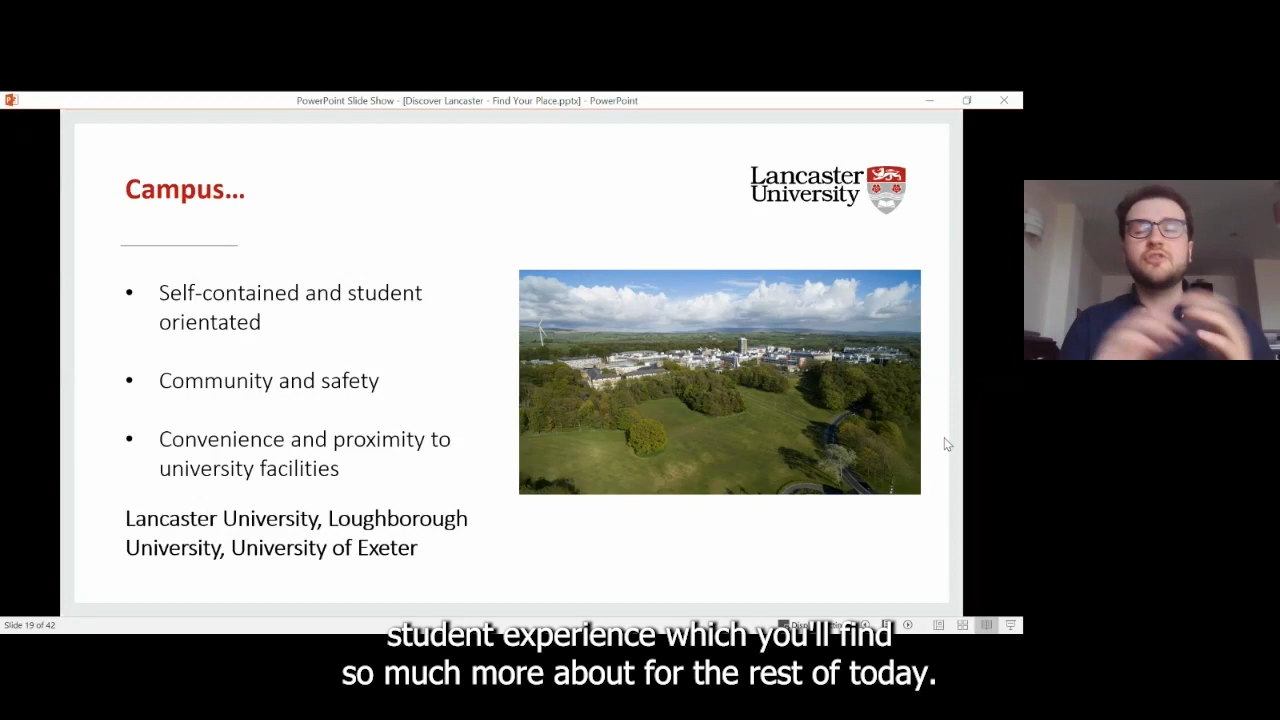 PowerPoint Slide Show - [Discover Lancaster - Find Your Place.pptx] - PowerPoint
Campus...
Lancaster
University
• Self-contained and student
orientated
• Community and safety
• Convenience and proximity to
university facilities
Lancaster University, Loughborough
University, University of Exeter
Slide 19 of 42
student experience which you'll find
so much more about for the rest of today.